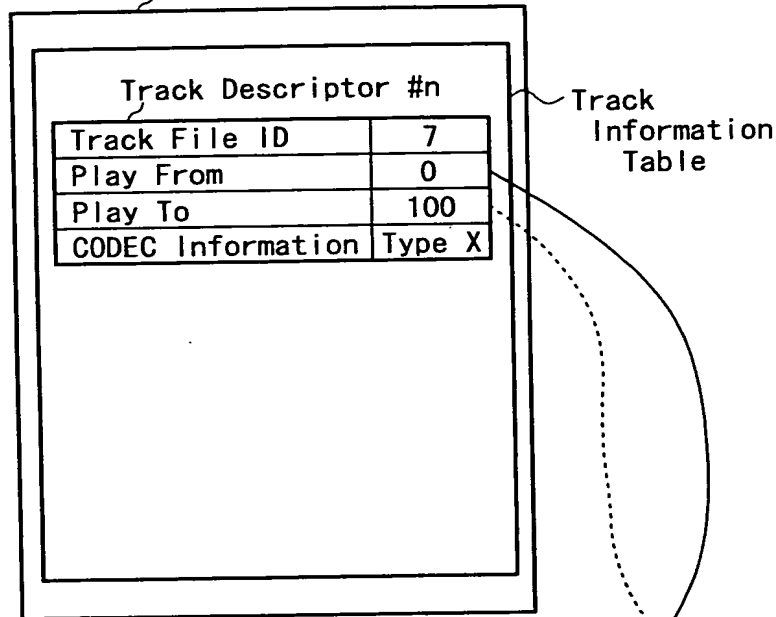 Track Descriptor #n
Track File ID 7
Play From 0
Play To 100
CODEC Information Type X
Track
Information
Table